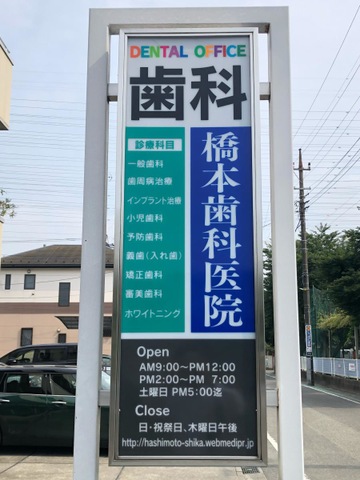 DENTAL OFFICE
歯科
診療科目
一般歯科
歯周病治療
インプラント治療
小児歯科
予防歯科
義歯(入れ歯)
矯正歯科
審美歯科
ホワイトニング
橋本歯科医院
Open
AM9:00〜PM12:00
PM2:00〜PM 7:00
土曜日 PM5:00迄
Close
日・祝祭日、木曜日午後
http://hashimoto-shika.webmedipr.jp